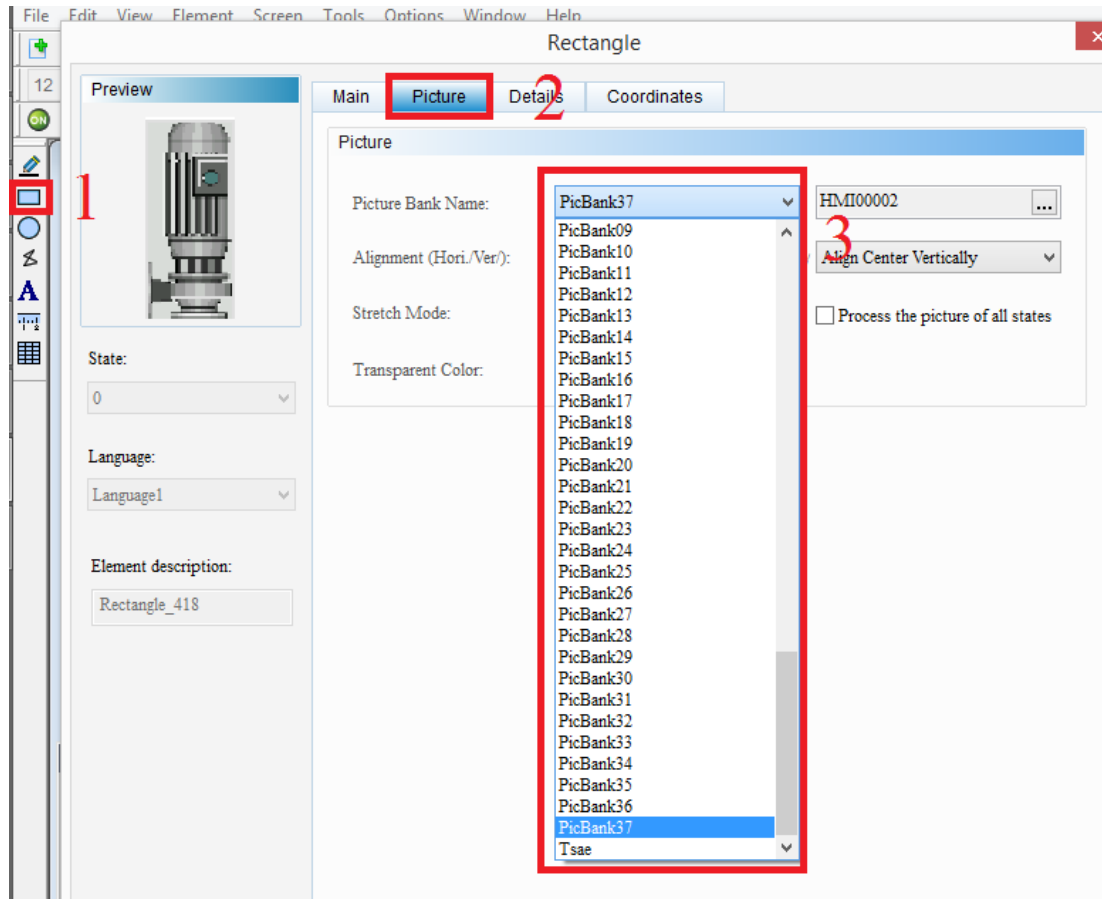 File Edit View Element Screen Tools Options Window Help
Rectangle
12
ON
A
1
Preview
State:
0
Language:
Language1
Element description:
Rectangle_418
Main Picture Details Coordinates
2
Picture
Picture Bank Name: PicBank37 HMI00002 ...
3
Alignment (Hori./Ver/): Align Center Vertically
Stretch Mode: Process the picture of all states
Transparent Color:
PicBank09
PicBank10
PicBank11
PicBank12
PicBank13
PicBank14
PicBank15
PicBank16
PicBank17
PicBank18
PicBank19
PicBank20
PicBank21
PicBank22
PicBank23
PicBank24
PicBank25
PicBank26
PicBank27
PicBank28
PicBank29
PicBank30
PicBank31
PicBank32
PicBank33
PicBank34
PicBank35
PicBank36
PicBank37
Tsae